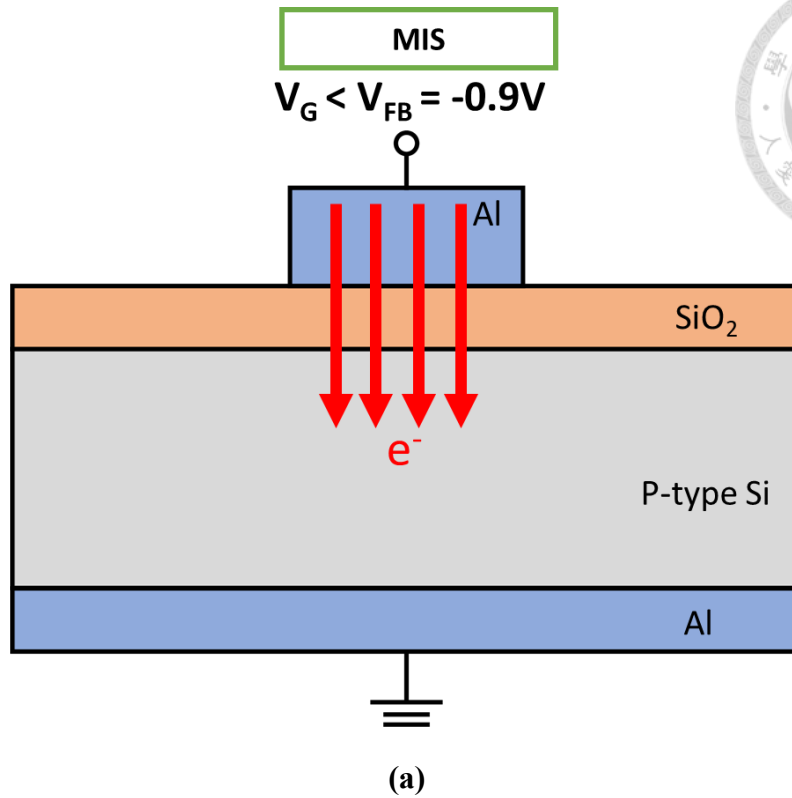 MIS
V_G < V_FB = -0.9V
Al
SiO₂
e⁻
P-type Si
Al
(a)